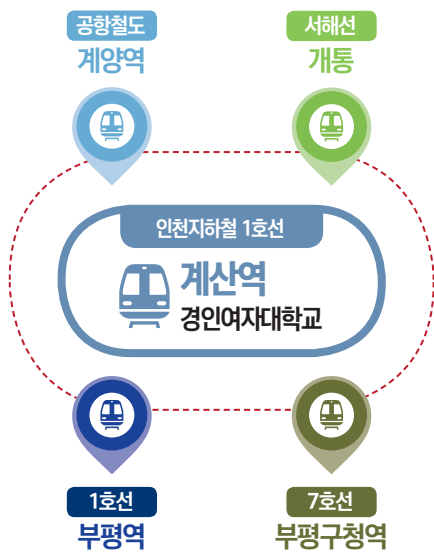 공항철도
계양역
서해선
개통
인천지하철 1호선
계산역
경인여자대학교
1호선
부평역
7호선
부평구청역